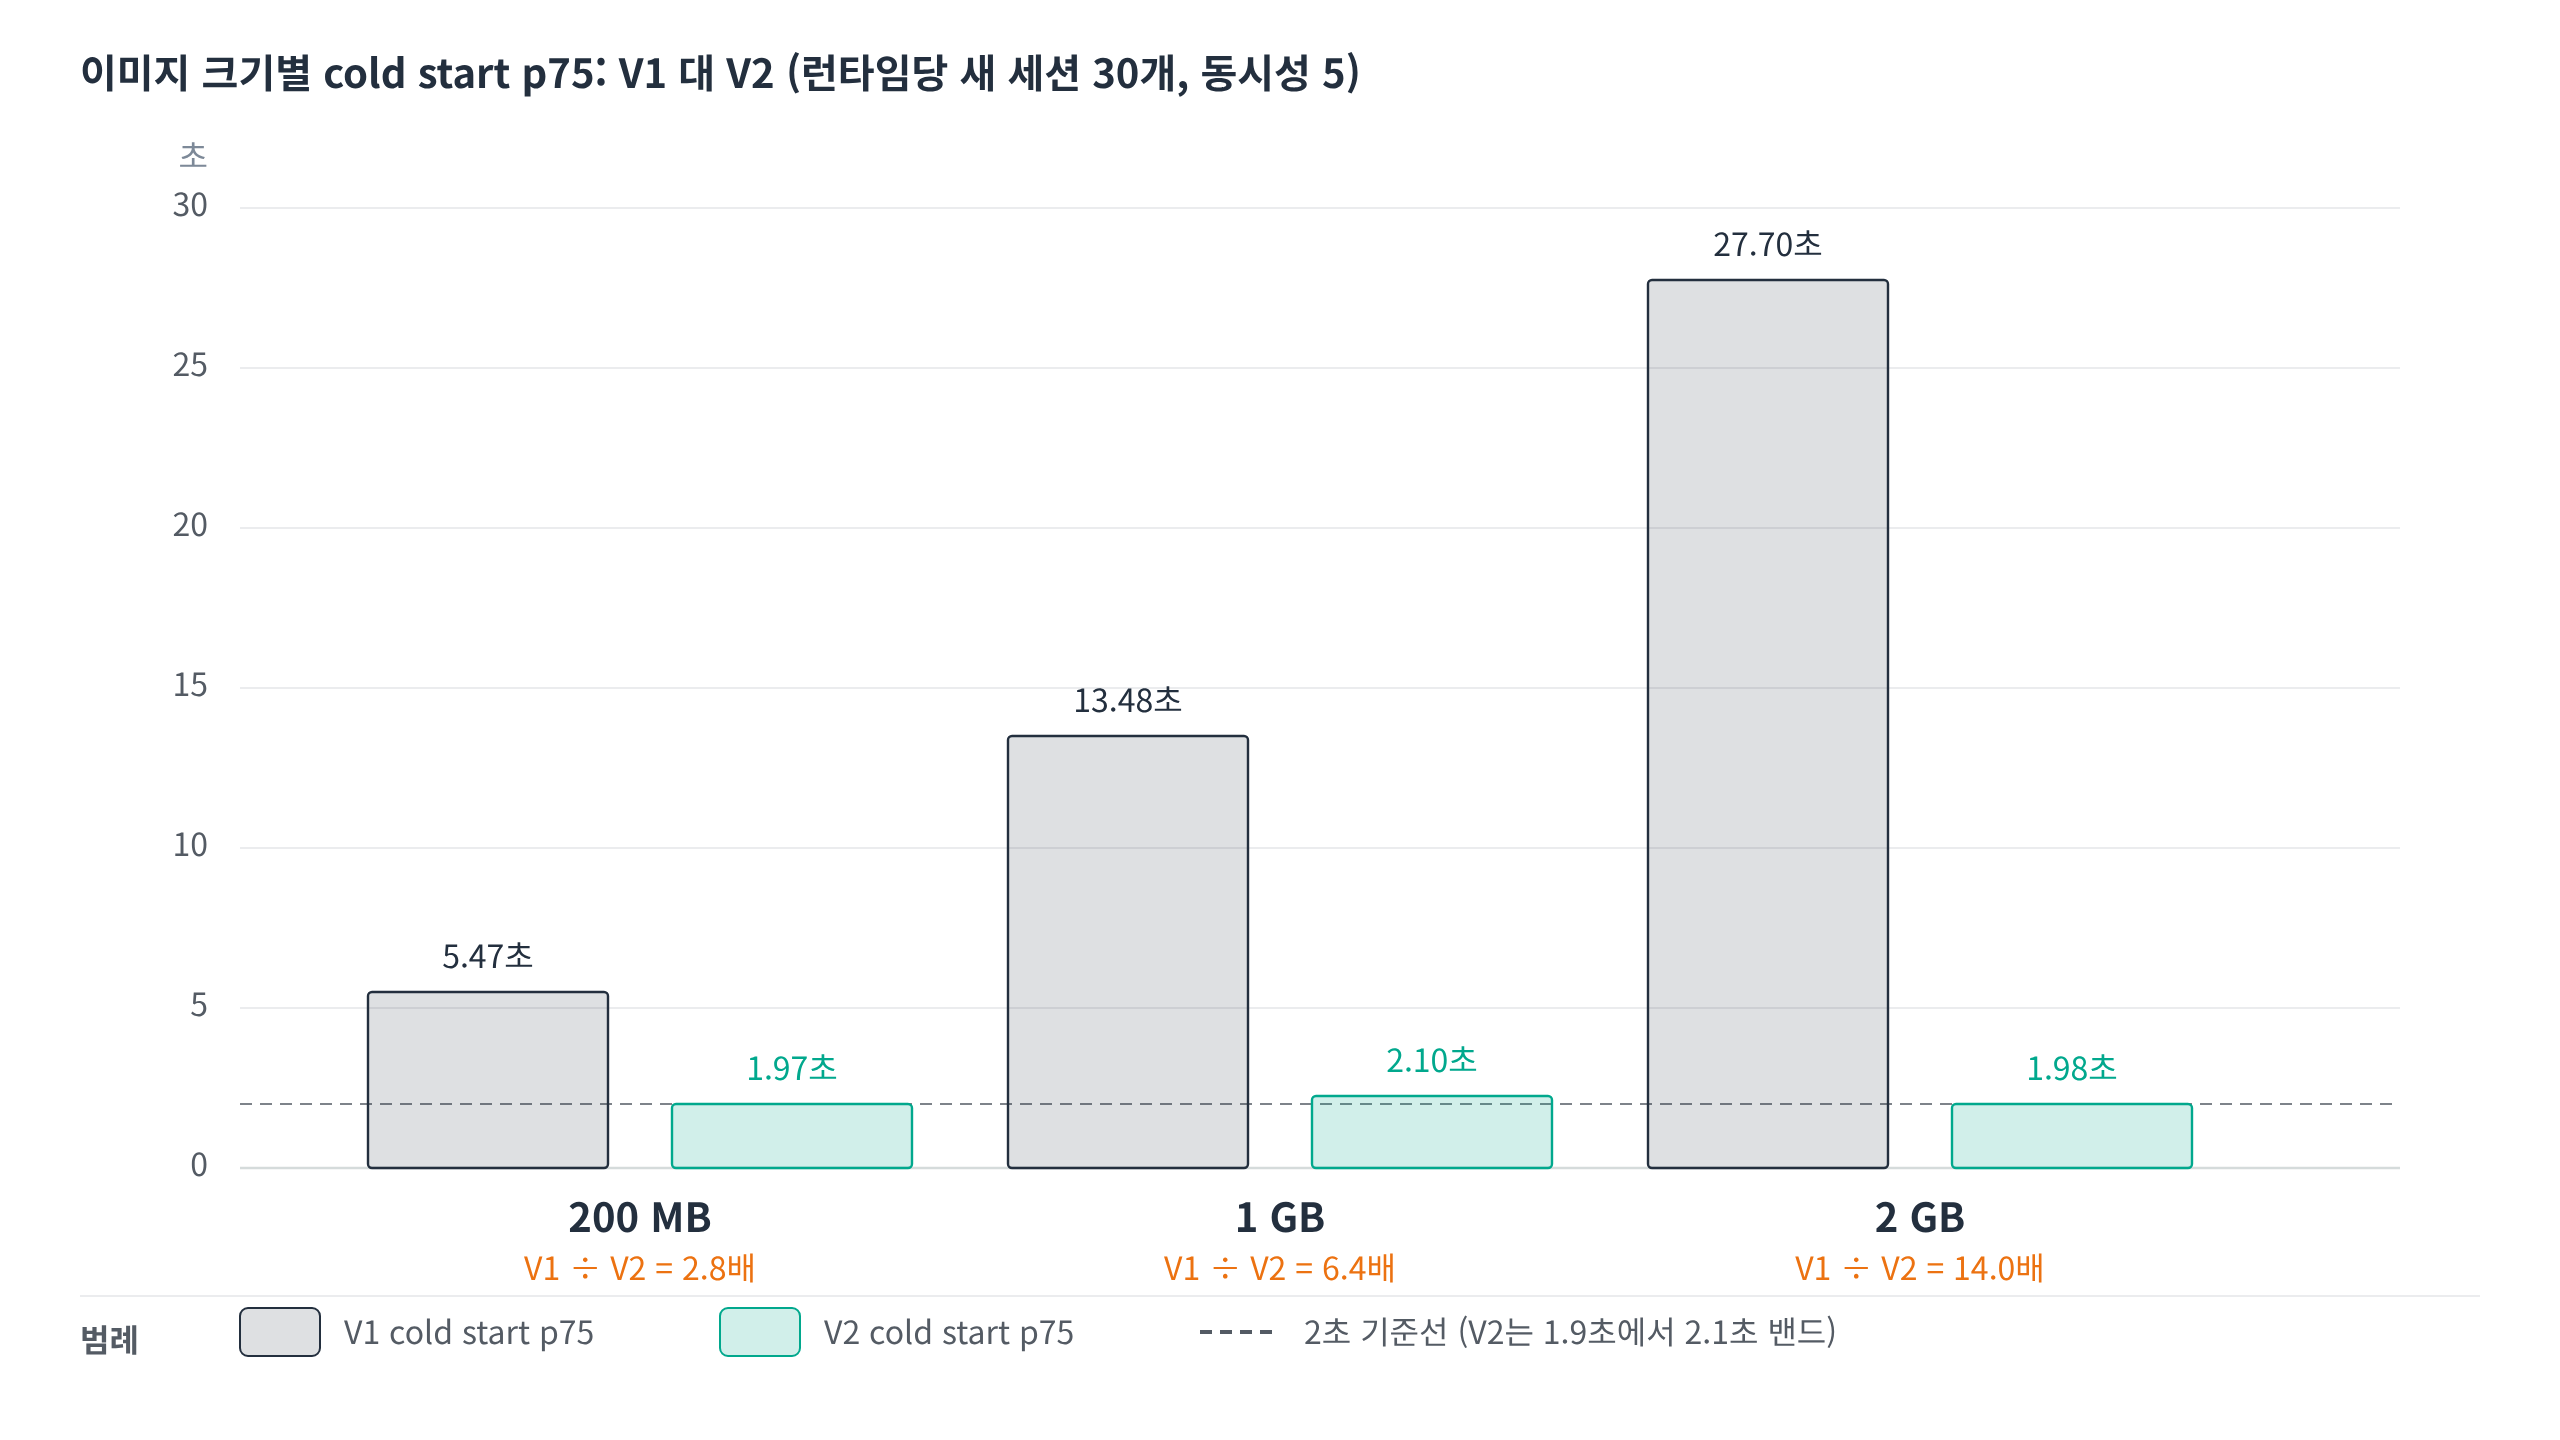 이미지 크기별 cold start p75: V1 대 V2 (런타임당 새 세션 30개, 동시성 5)
초
30
25
20
15
10
5
0
27.70초
13.48초
5.47초
1.97초
2.10초
1.98초
200 MB
1 GB
2 GB
V1 ÷ V2 = 2.8배
V1 ÷ V2 = 6.4배
V1 ÷ V2 = 14.0배
범례
V1 cold start p75
V2 cold start p75
2초 기준선 (V2는 1.9초에서 2.1초 밴드)